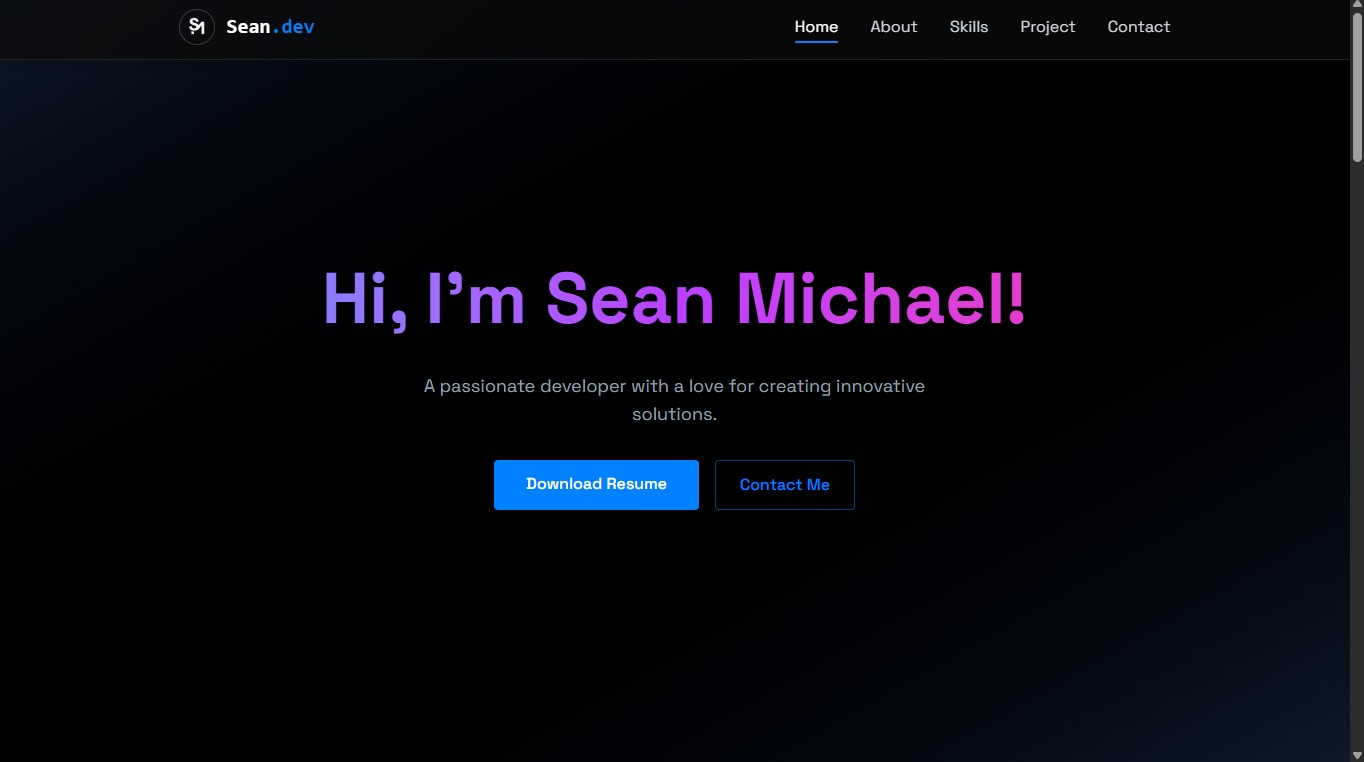 SM Sean.dev
Home About Skills Project Contact
Hi, I’m Sean Michael!
A passionate developer with a love for creating innovative
solutions.
Download Resume Contact Me